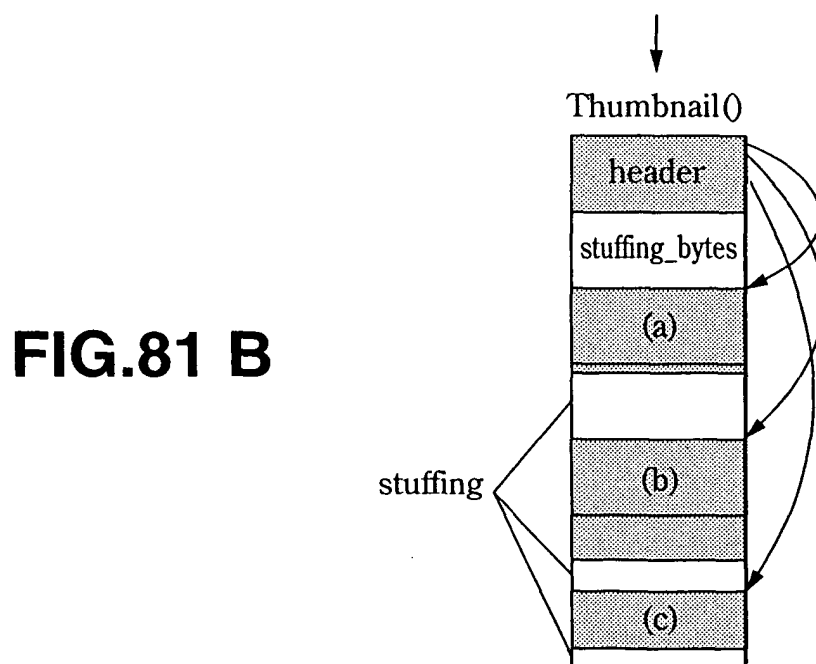 Thumbnail()
header
stuffing_bytes
(a)
FIG.81 B
(b)
stuffing
(c)